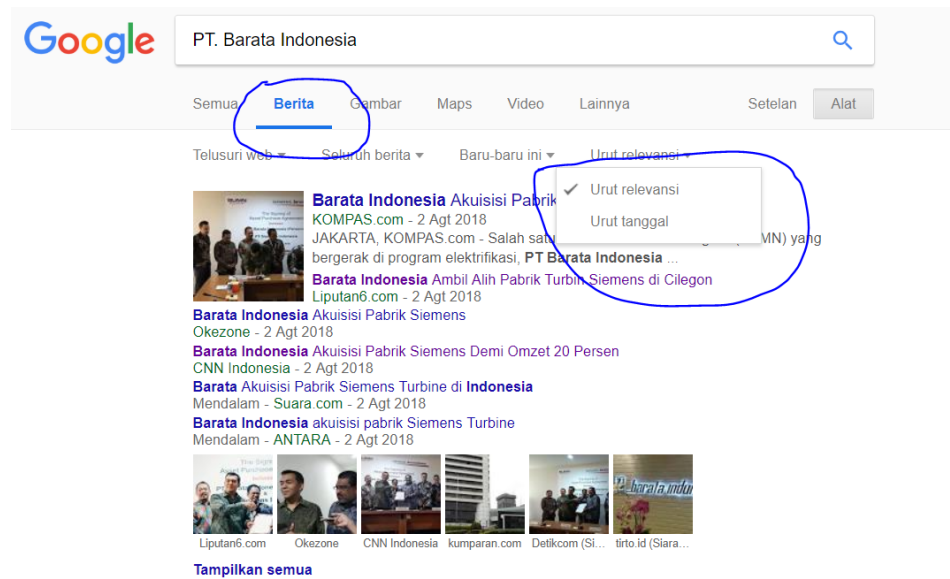 Google
PT. Barata Indonesia
Semua Berita Gambar Maps Video Lainnya Setelan Alat
Telusuri web Seluruh berita Baru-baru ini Urut relevansi
Urut relevansi
Urut tanggal
Barata Indonesia Akuisisi Pabrik
KOMPAS.com - 2 Agt 2018
JAKARTA, KOMPAS.com - Salah satu MN) yang
bergerak di program elektrifikasi, PT Barata Indonesia ...
Barata Indonesia Ambil Alih Pabrik Turbin Siemens di Cilegon
Liputan6.com - 2 Agt 2018
Barata Indonesia Akuisisi Pabrik Siemens
Okezone - 2 Agt 2018
Barata Indonesia Akuisisi Pabrik Siemens Demi Omzet 20 Persen
CNN Indonesia - 2 Agt 2018
Barata Akuisisi Pabrik Siemens Turbine di Indonesia
Mendalam - Suara.com - 2 Agt 2018
Barata Indonesia akuisisi pabrik Siemens Turbine
Mendalam - ANTARA - 2 Agt 2018
Liputan6.com Okezone CNN Indonesia kumparan.com Detikcom (Si... tirto.id (Siara...
Tampilkan semua